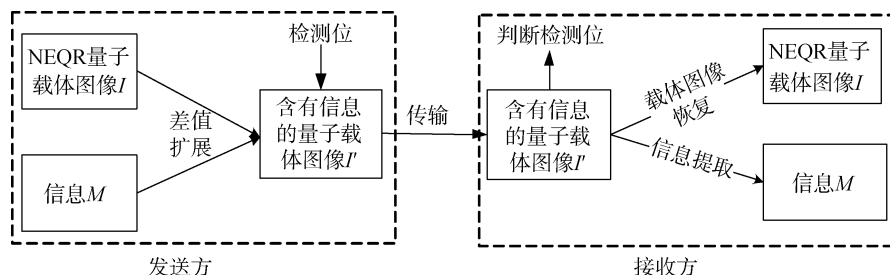 NEQR量子
载体图像I
信息M
差值
扩展
检测位
含有信息
的量子载
体图像I'
传输
发送方
判断检测位
含有信息
的量子载
体图像I'
载体图像
恢复
信息提取
NEQR量子
载体图像I
信息M
接收方